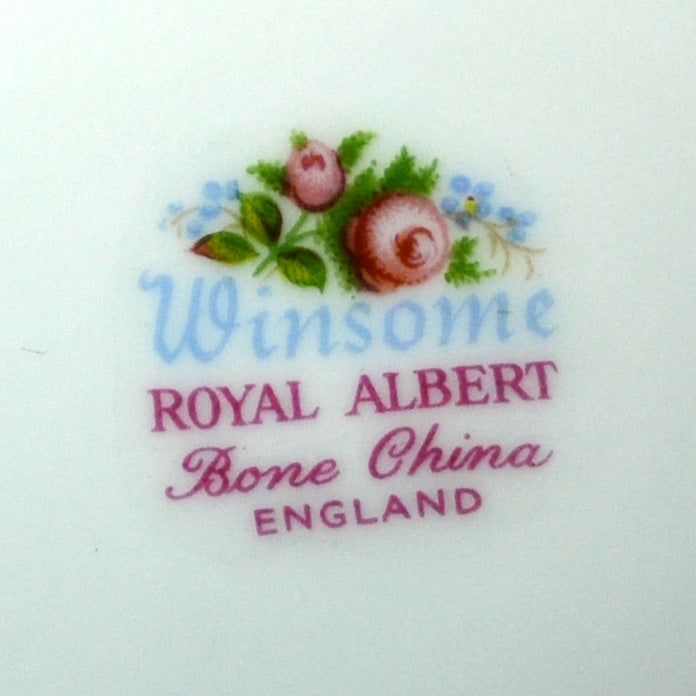 Winsome
ROYAL ALBERT
Bone China
ENGLAND